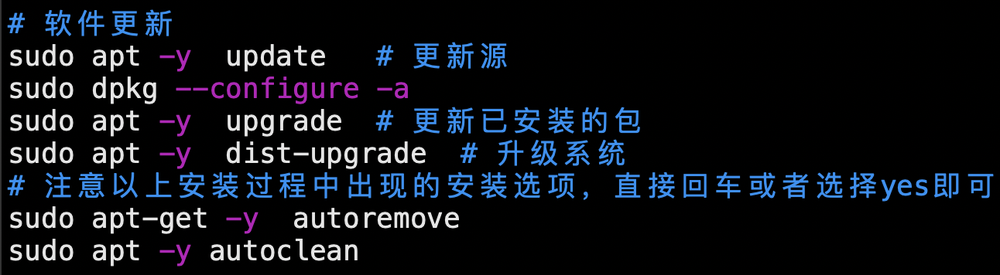 # 软件更新
sudo apt -y  update   # 更新源
sudo dpkg --configure -a
sudo apt -y  upgrade  # 更新已安装的包
sudo apt -y  dist-upgrade  # 升级系统
# 注意以上安装过程中出现的安装选项，直接回车或者选择yes即可
sudo apt-get -y  autoremove
sudo apt -y autoclean